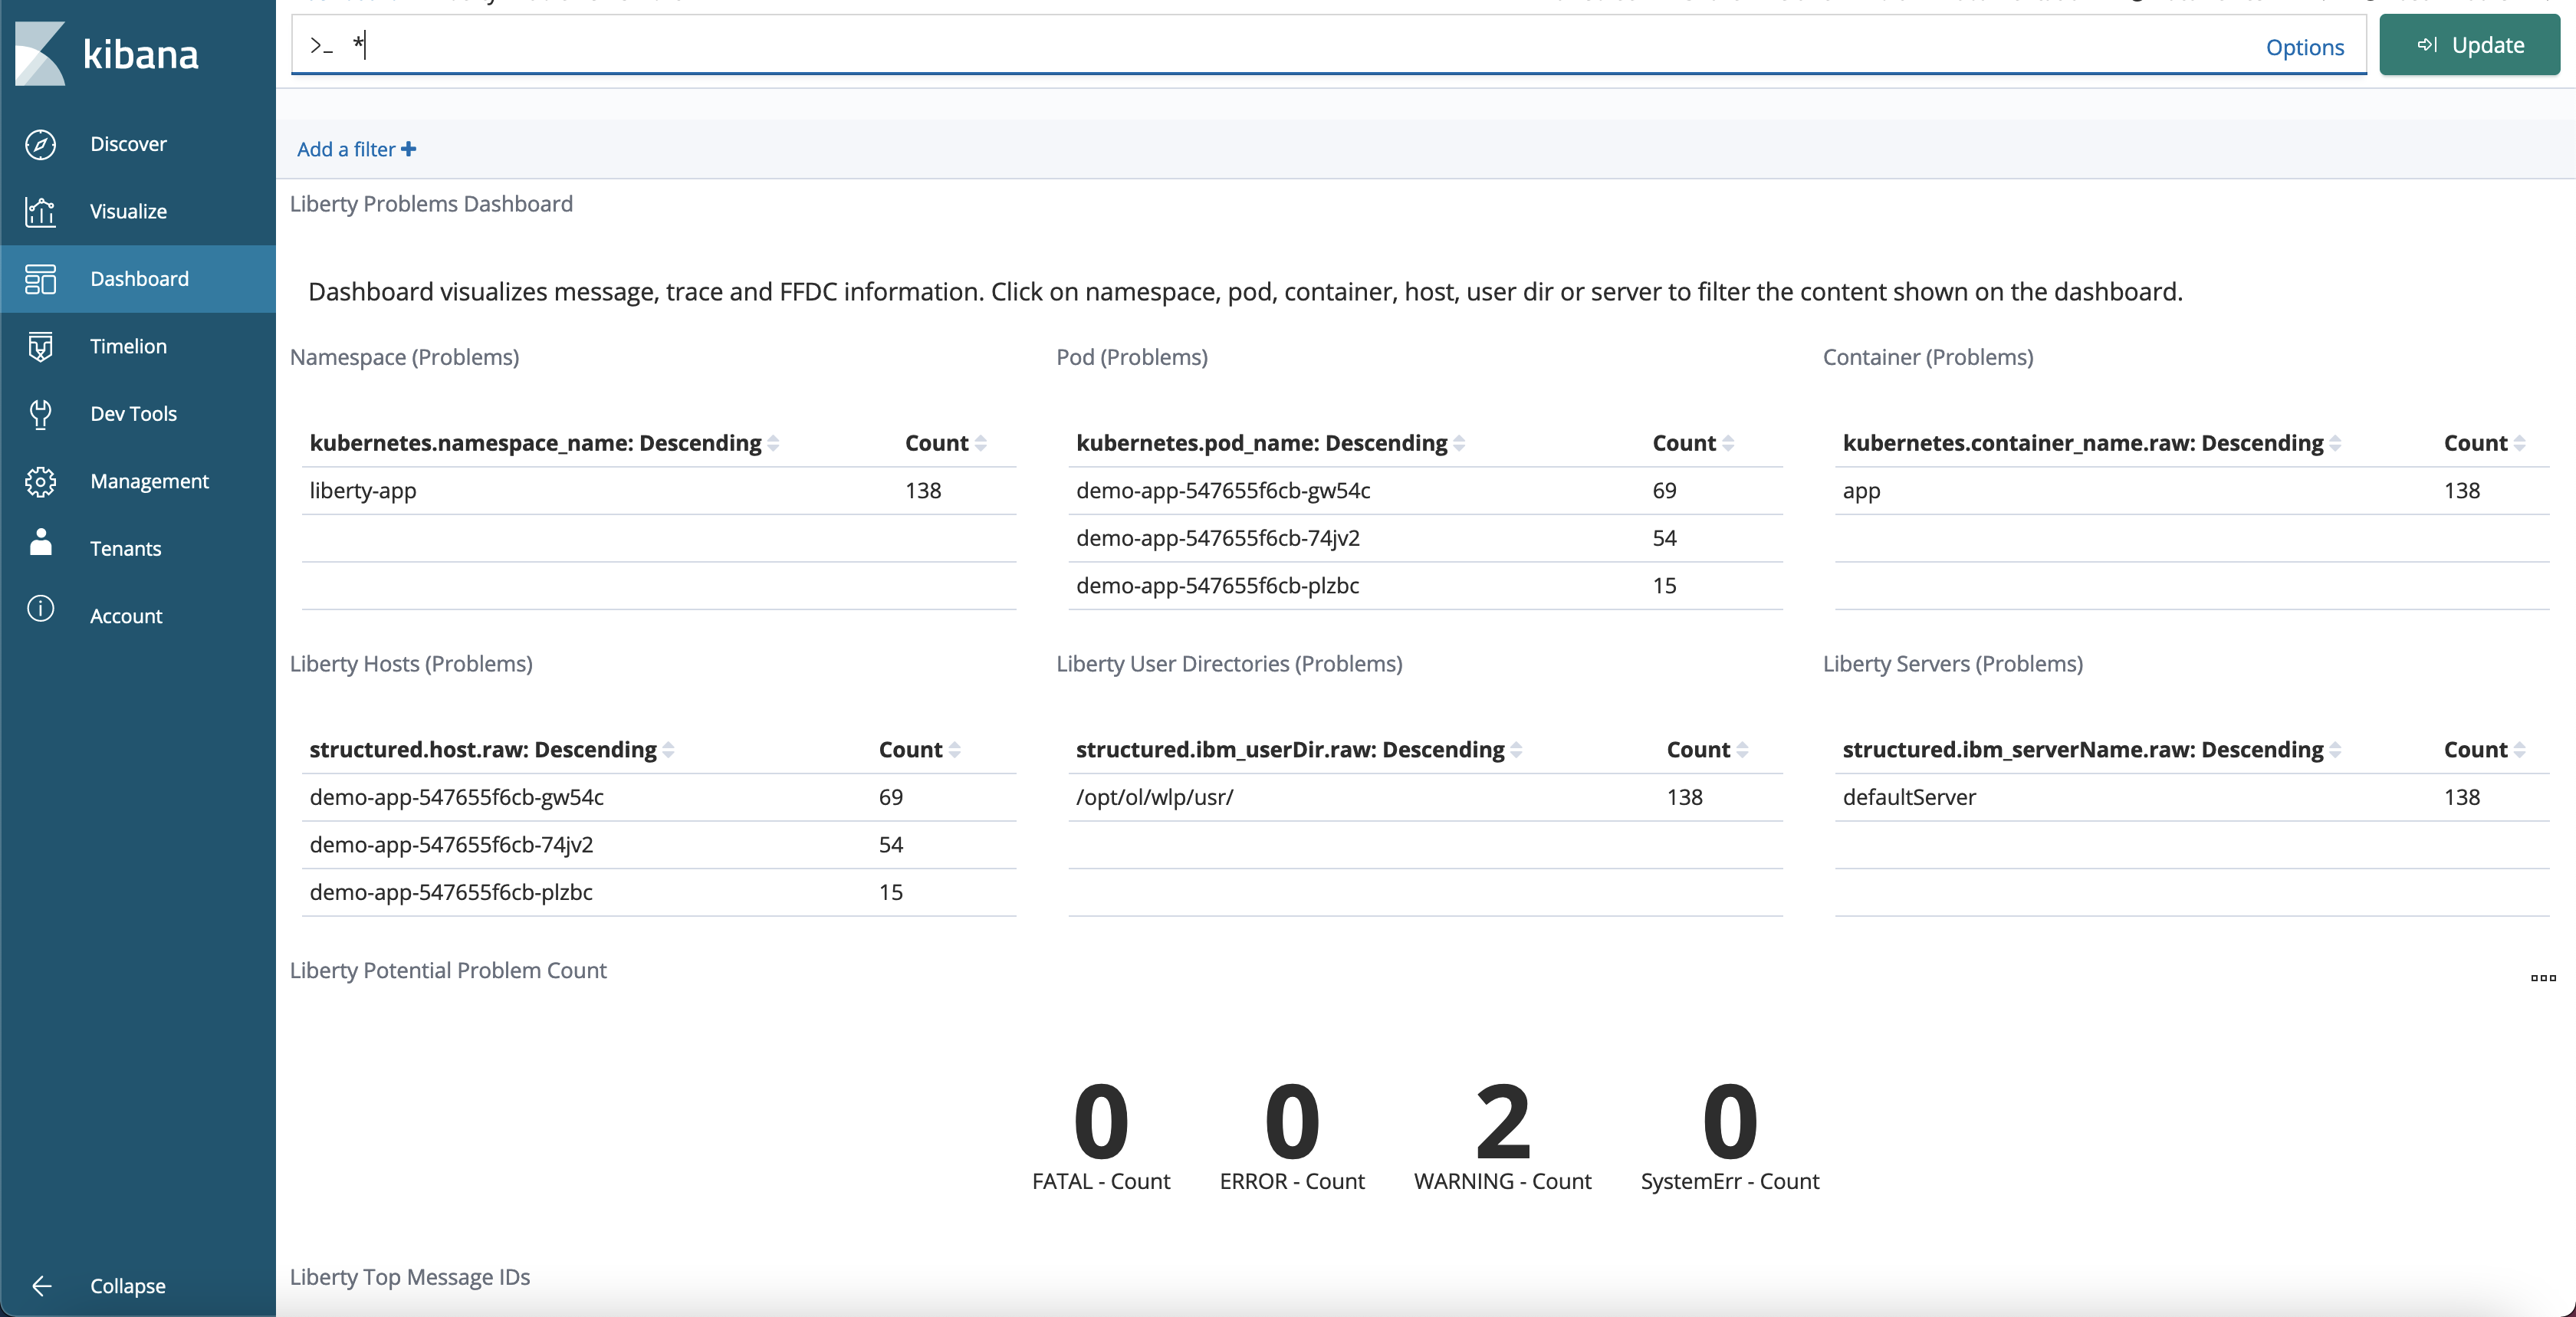 kibana
Discover
Visualize
Dashboard
Timelion
Dev Tools
Management
Tenants
Account
Collapse
>_ *
Options
Update
Add a filter
Liberty Problems Dashboard
Dashboard visualizes message, trace and FFDC information. Click on namespace, pod, container, host, user dir or server to filter the content shown on the dashboard.
Namespace (Problems)
kubernetes.namespace_name: Descending Count
liberty-app 138
Pod (Problems)
kubernetes.pod_name: Descending Count
demo-app-547655f6cb-gw54c 69
demo-app-547655f6cb-74jv2 54
demo-app-547655f6cb-plzbc 15
Container (Problems)
kubernetes.container_name.raw: Descending Count
app 138
Liberty Hosts (Problems)
structured.host.raw: Descending Count
demo-app-547655f6cb-gw54c 69
demo-app-547655f6cb-74jv2 54
demo-app-547655f6cb-plzbc 15
Liberty User Directories (Problems)
structured.ibm_userDir.raw: Descending Count
/opt/ol/wlp/usr/ 138
Liberty Servers (Problems)
structured.ibm_serverName.raw: Descending Count
defaultServer 138
Liberty Potential Problem Count
0 0 2 0
FATAL - Count ERROR - Count WARNING - Count SystemErr - Count
Liberty Top Message IDs